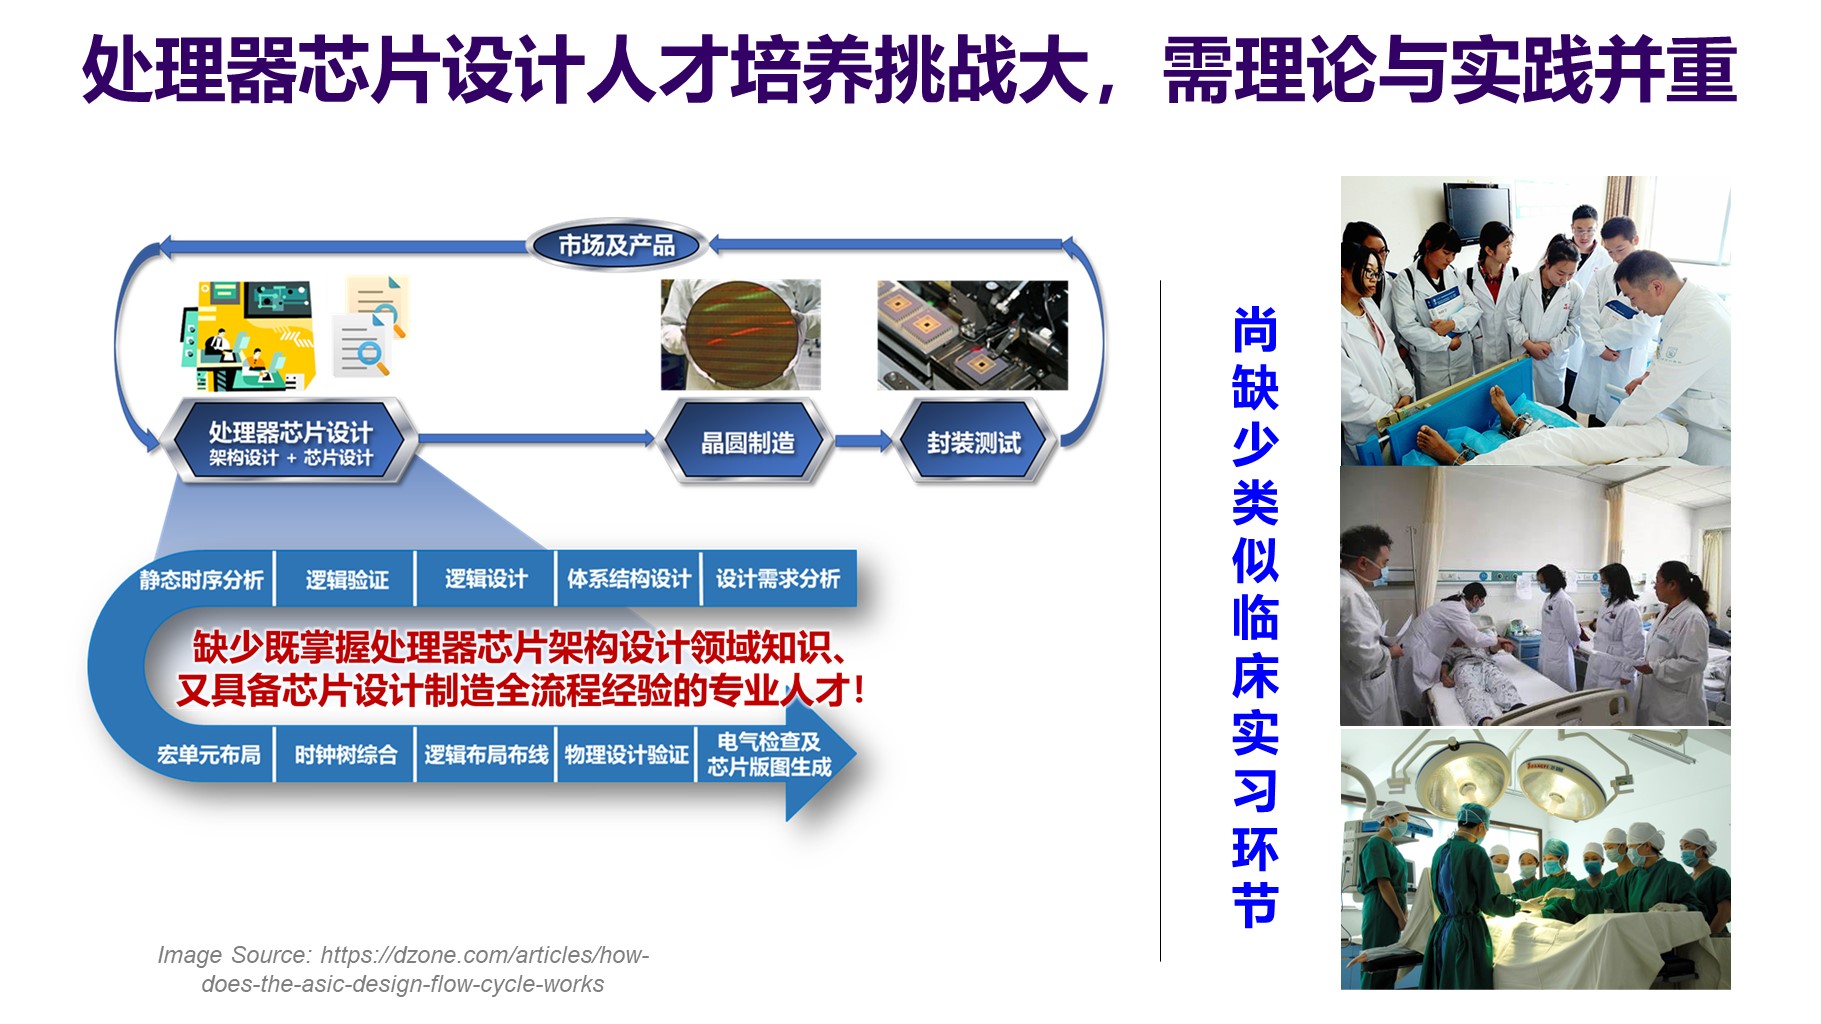 处理器芯片设计人才培养挑战大，需理论与实践并重
市场及产品
处理器芯片设计
架构设计 + 芯片设计
晶圆制造
封装测试
静态时序分析
逻辑验证
逻辑设计
体系结构设计
设计需求分析
缺少既掌握处理器芯片架构设计领域知识、
又具备芯片设计制造全流程经验的专业人才！
宏单元布局
时钟树综合
逻辑布局布线
物理设计验证
电气检查及
芯片版图生成
尚缺少类似临床实习环节
Image Source: https://dzone.com/articles/how-
does-the-asic-design-flow-cycle-works